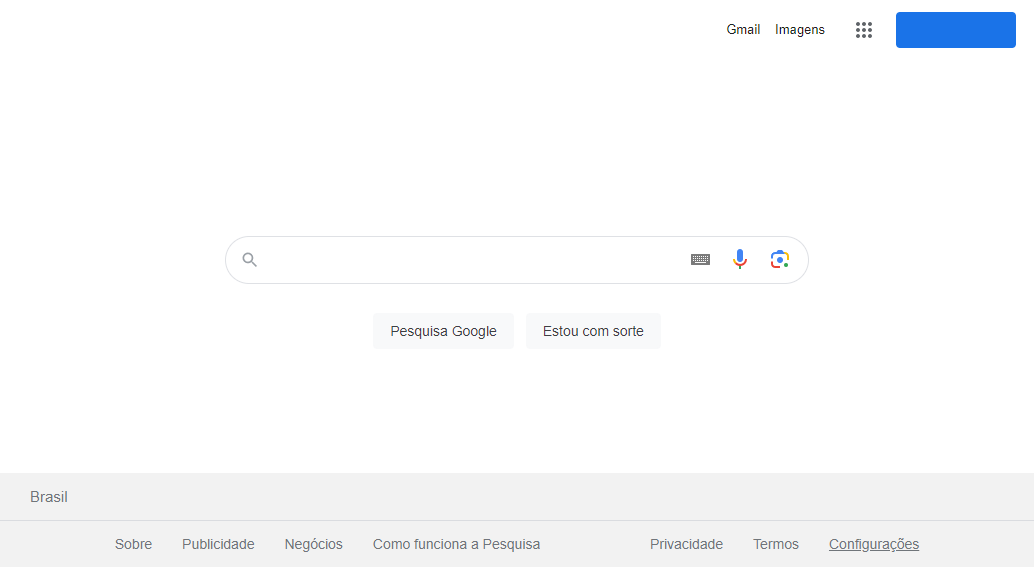 Gmail Imagens
Pesquisa Google Estou com sorte
Brasil
Sobre Publicidade Negócios Como funciona a Pesquisa Privacidade Termos Configurações